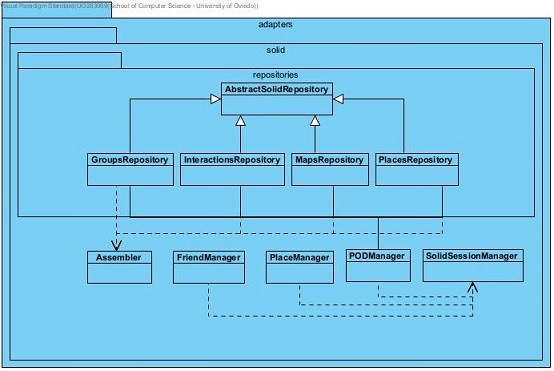 Visual Paradigm Standard(UO283069(School of Computer Science - University of Oviedo))
adapters
solid
repositories
AbstractSolidRepository
GroupsRepository InteractionsRepository MapsRepository PlacesRepository
Assembler FriendManager PlaceManager PODManager SolidSessionManager